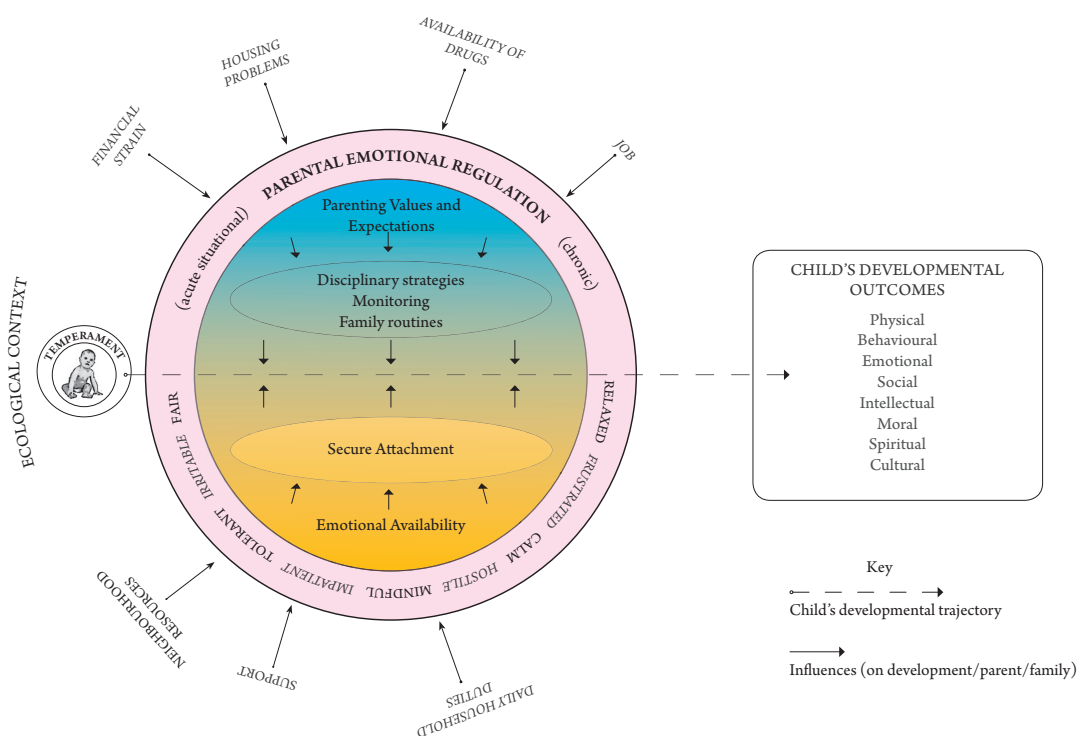 AVAILABILITY OF
DRUGS
HOUSING
PROBLEMS
FINANCIAL
STRAIN
JOB
PARENTAL EMOTIONAL REGULATION
(acute situational)
(chronic)
Parenting Values and
Expectations
Disciplinary strategies
Monitoring
Family routines
ECOLOGICAL CONTEXT
TEMPERAMENT
Secure Attachment
Emotional Availability
RELAXED FRUSTRATED CALM HOSTILE MINDFUL IMPATIENT TOLERANT IRRITABLE FAIR
NEIGHBOURHOOD
RESOURCES
SUPPORT
DAILY HOUSEHOLD
DUTIES
CHILD'S DEVELOPMENTAL
OUTCOMES
Physical
Behavioural
Emotional
Social
Intellectual
Moral
Spiritual
Cultural
Key
Child's developmental trajectory
Influences (on development/parent/family)